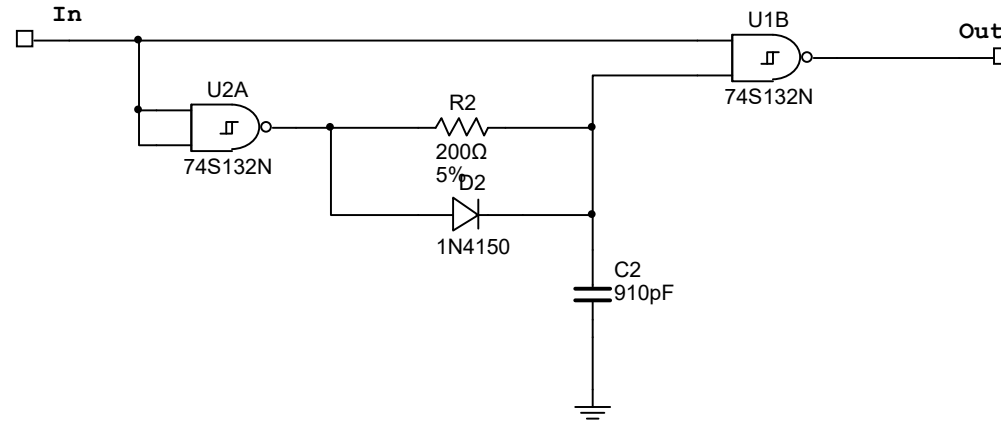 In
U1B
Out
74S132N
U2A
74S132N
R2
200Ω
5%
D2
1N4150
C2
910pF